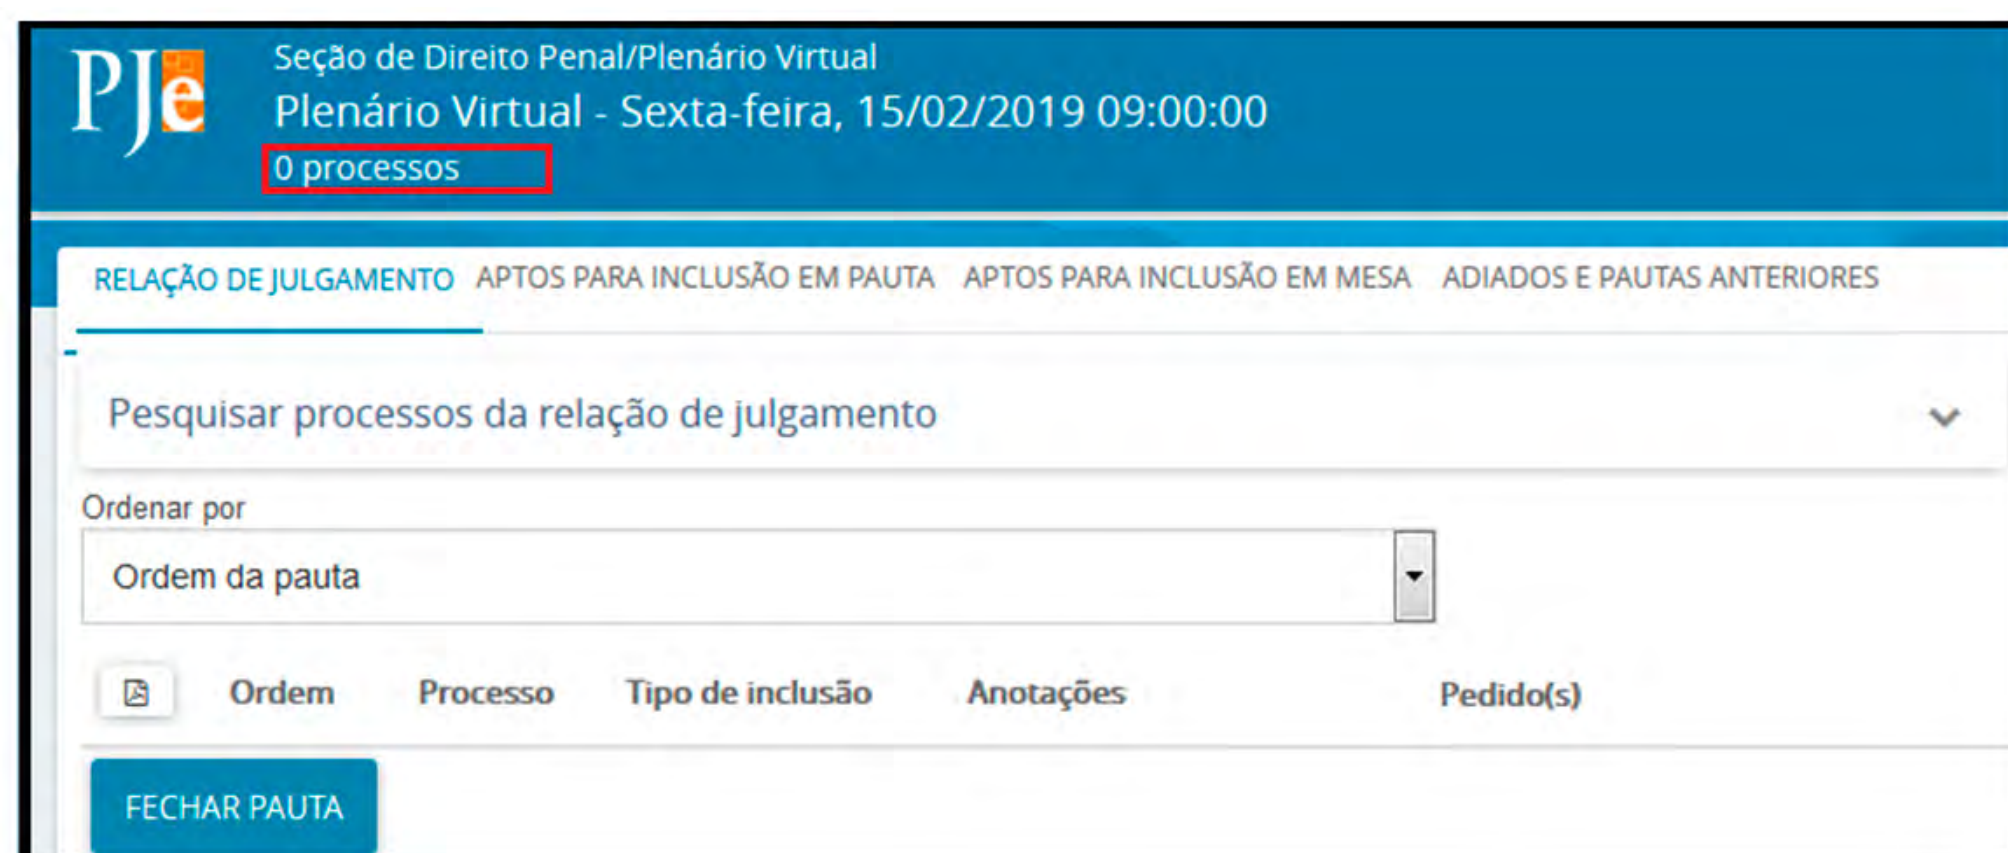 PJe
Seção de Direito Penal/Plenário Virtual
Plenário Virtual - Sexta-feira, 15/02/2019 09:00:00
0 processos
RELAÇÃO DE JULGAMENTO APTOS PARA INCLUSÃO EM PAUTA APTOS PARA INCLUSÃO EM MESA ADIADOS E PAUTAS ANTERIORES
Pesquisar processos da relação de julgamento
Ordenar por
Ordem da pauta
Ordem Processo Tipo de inclusão Anotações Pedido(s)
FECHAR PAUTA